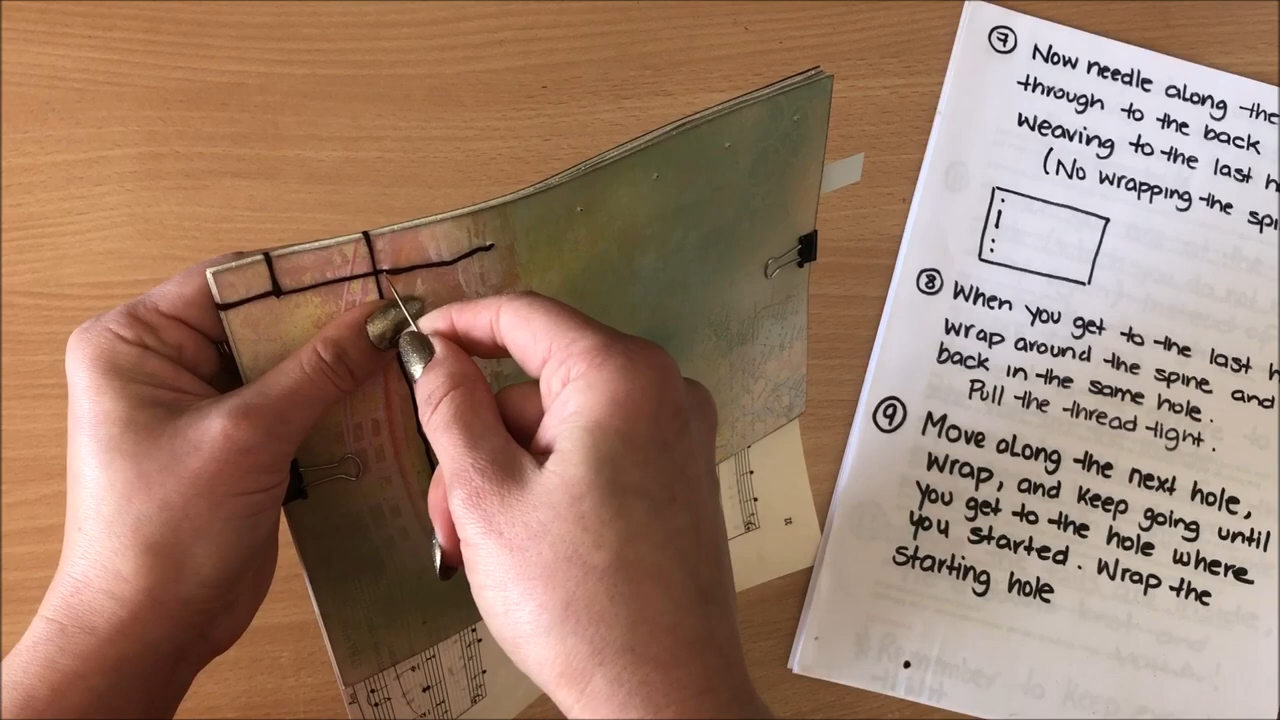 7 Now needle along the
through to the back
weaving to the last
(No wrapping the
8 When you get to the last
wrap around the spine and
back in the same hole.
Pull the thread tight.
9 Move along the next hole,
wrap, and keep going until
you get to the hole where
you started. Wrap the
starting hole
Remember to keep